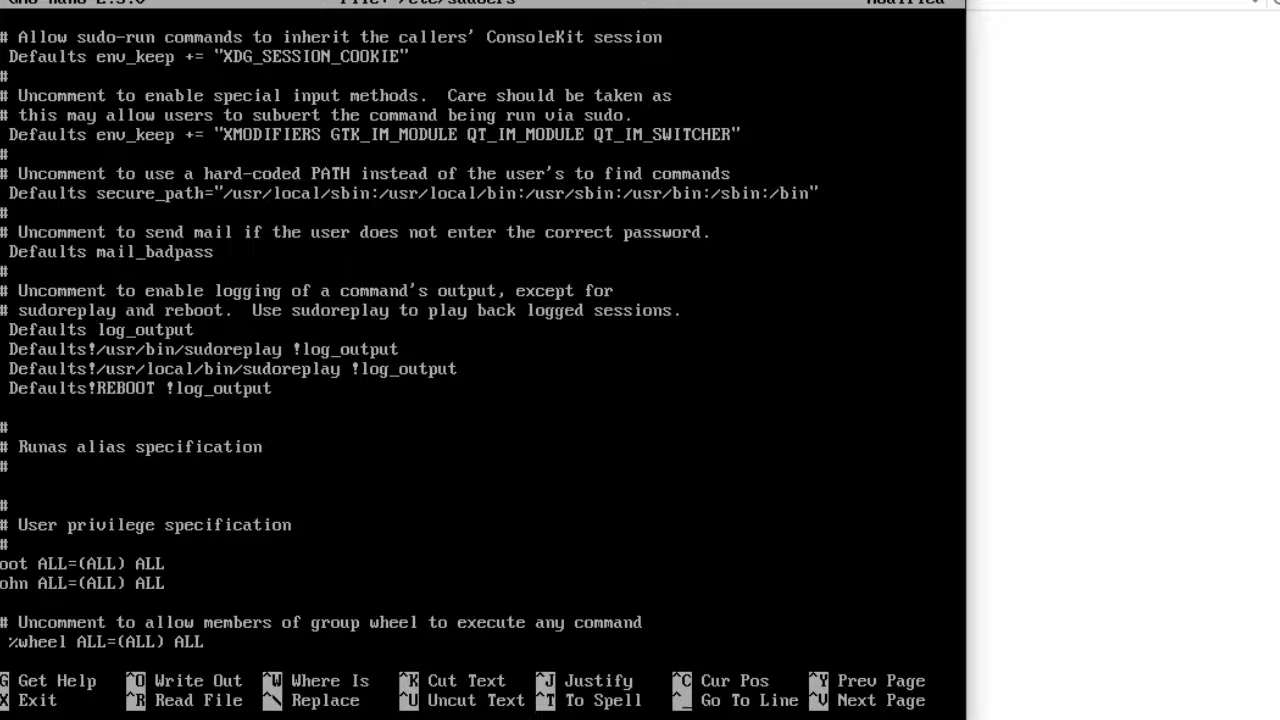 # Allow sudo-run commands to inherit the callers' ConsoleKit session
Defaults env_keep += "XDG_SESSION_COOKIE"
#
# Uncomment to enable special input methods.  Care should be taken as
# this may allow users to subvert the command being run via sudo.
Defaults env_keep += "XMODIFIERS GTK_IM_MODULE QT_IM_MODULE QT_IM_SWITCHER"
#
# Uncomment to use a hard-coded PATH instead of the user's to find commands
Defaults secure_path="/usr/local/sbin:/usr/local/bin:/usr/sbin:/usr/bin:/sbin:/bin"
#
# Uncomment to send mail if the user does not enter the correct password.
Defaults mail_badpass
#
# Uncomment to enable logging of a command's output, except for
# sudoreplay and reboot.  Use sudoreplay to play back logged sessions.
Defaults log_output
Defaults!/usr/bin/sudoreplay !log_output
Defaults!/usr/local/bin/sudoreplay !log_output
Defaults!REBOOT !log_output
#
# Runas alias specification
#
#
# User privilege specification
#
oot ALL=(ALL) ALL
ohn ALL=(ALL) ALL
# Uncomment to allow members of group wheel to execute any command
%wheel ALL=(ALL) ALL
G Get Help ^O Write Out ^W Where Is ^K Cut Text ^J Justify ^C Cur Pos ^Y Prev Page
X Exit ^R Read File ^\ Replace ^U Uncut Text ^T To Spell ^_ Go To Line ^V Next Page